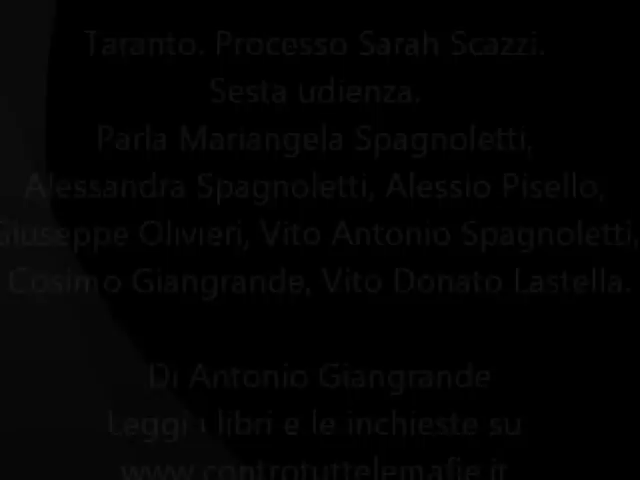 Taranto. Processo Sarah Scazzi.
Sesta udienza.
Parla Mariangela Spagnoletti,
Alessandra Spagnoletti, Alessio Pisello,
Giuseppe Olivieri, Vito Antonio Spagnoletti,
Cosimo Giangrande, Vito Donato Lastella.
Di Antonio Giangrande
Leggi i libri e le inchieste su
www.controtuttelemafie.it